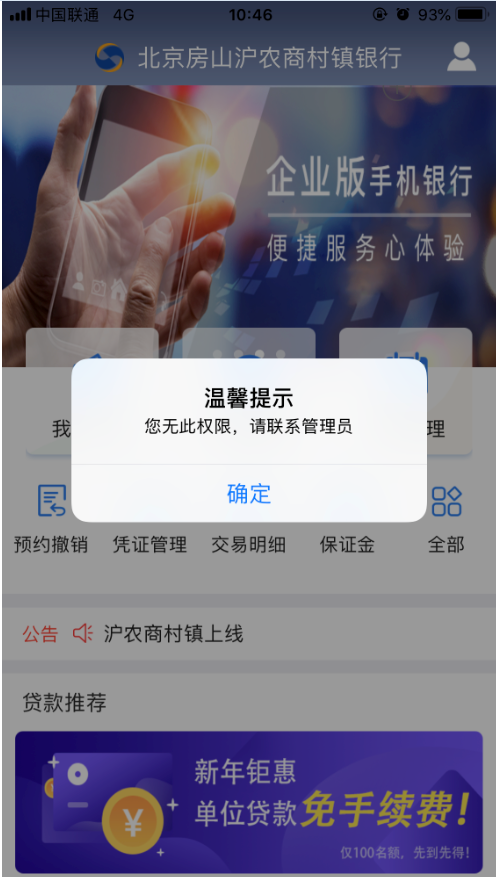 中国联通 4G 10:46 93%
北京房山沪农商村镇银行
企业版手机银行
便捷服务心体验
温馨提示
您无此权限，请联系管理员
我 理
确定
预约撤销 凭证管理 交易明细 保证金 全部
公告 沪农商村镇上线
贷款推荐
新年钜惠
单位贷款免手续费!
仅100名额，先到先得!